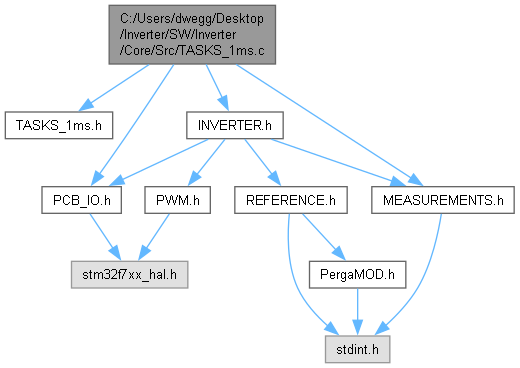 C:/Users/dwegg/Desktop
/Inverter/SW/Inverter
/Core/Src/TASKS_1ms.c
TASKS_1ms.h
INVERTER.h
PCB_IO.h
PWM.h
REFERENCE.h
MEASUREMENTS.h
stm32f7xx_hal.h
PergaMOD.h
stdint.h